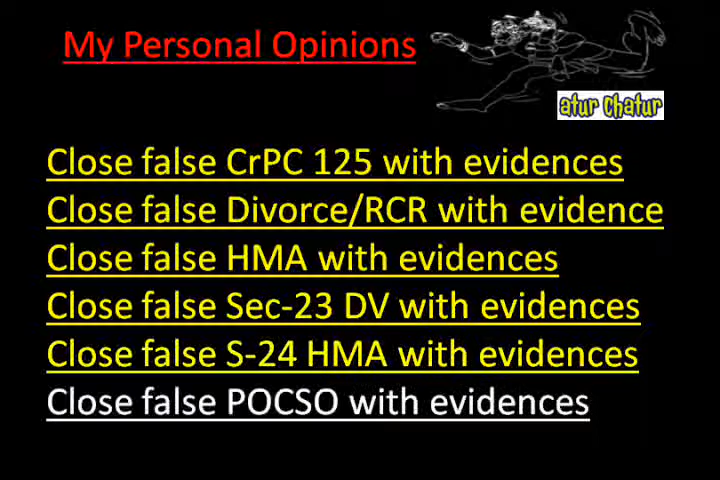 My Personal Opinions
atur chatur
Close false CrPC 125 with evidences
Close false Divorce/RCR with evidence
Close false HMA with evidences
Close false Sec-23 DV with evidences
Close false S-24 HMA with evidences
Close false POCSO with evidences